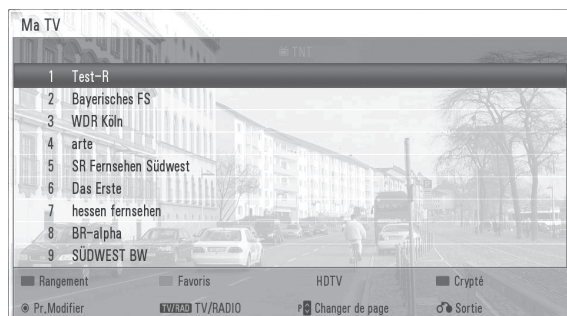 Ma TV
TNT
1 Test-R
2 Bayerisches FS
3 WDR Köln
4 arte
5 SR Fernsehen Südwest
6 Das Erste
7 hessen fernsehen
8 BR-alpha
9 SÜDWEST BW
Rangement Favoris HDTV Crypté
Pr.Modifier TV/RAD TV/RADIO P Changer de page Sortie